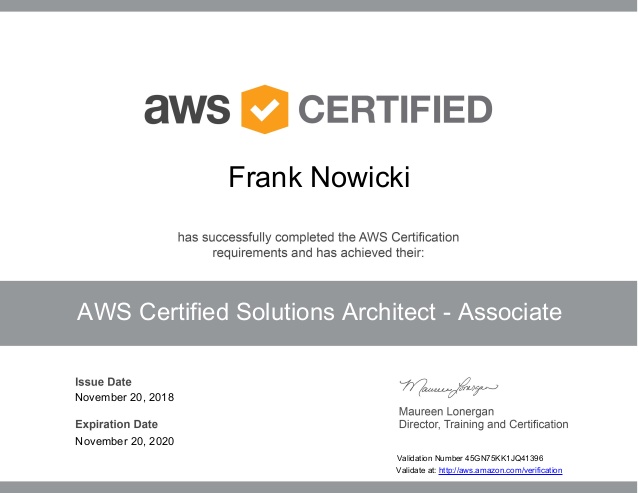 aws CERTIFIED
Frank Nowicki
has successfully completed the AWS Certification
requirements and has achieved their:
AWS Certified Solutions Architect - Associate
Issue Date
November 20, 2018
Expiration Date
November 20, 2020
Maureen Lonergan
Maureen Lonergan
Director, Training and Certification
Validation Number 45GN75KK1JQ41396
Validate at: http://aws.amazon.com/verification